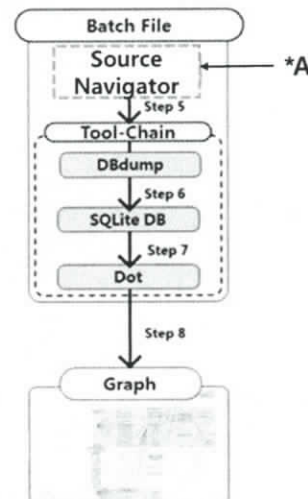 Batch File
Source
Navigator
*A
Step 5
Tool-Chain
DBdump
Step 6
SQLite DB
Step 7
Dot
Step 8
Graph